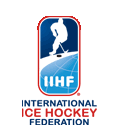 IIHF
INTERNATIONAL
ICE HOCKEY
FEDERATION